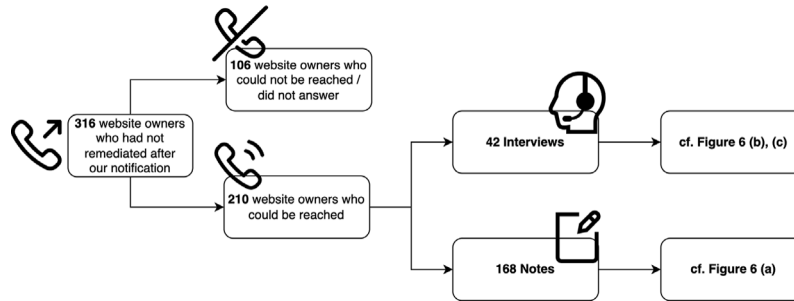 316 website owners
who had not
remediated after
our notification
106 website owners who
could not be reached /
did not answer
210 website owners who
could be reached
42 Interviews
cf. Figure 6 (b), (c)
168 Notes
cf. Figure 6 (a)